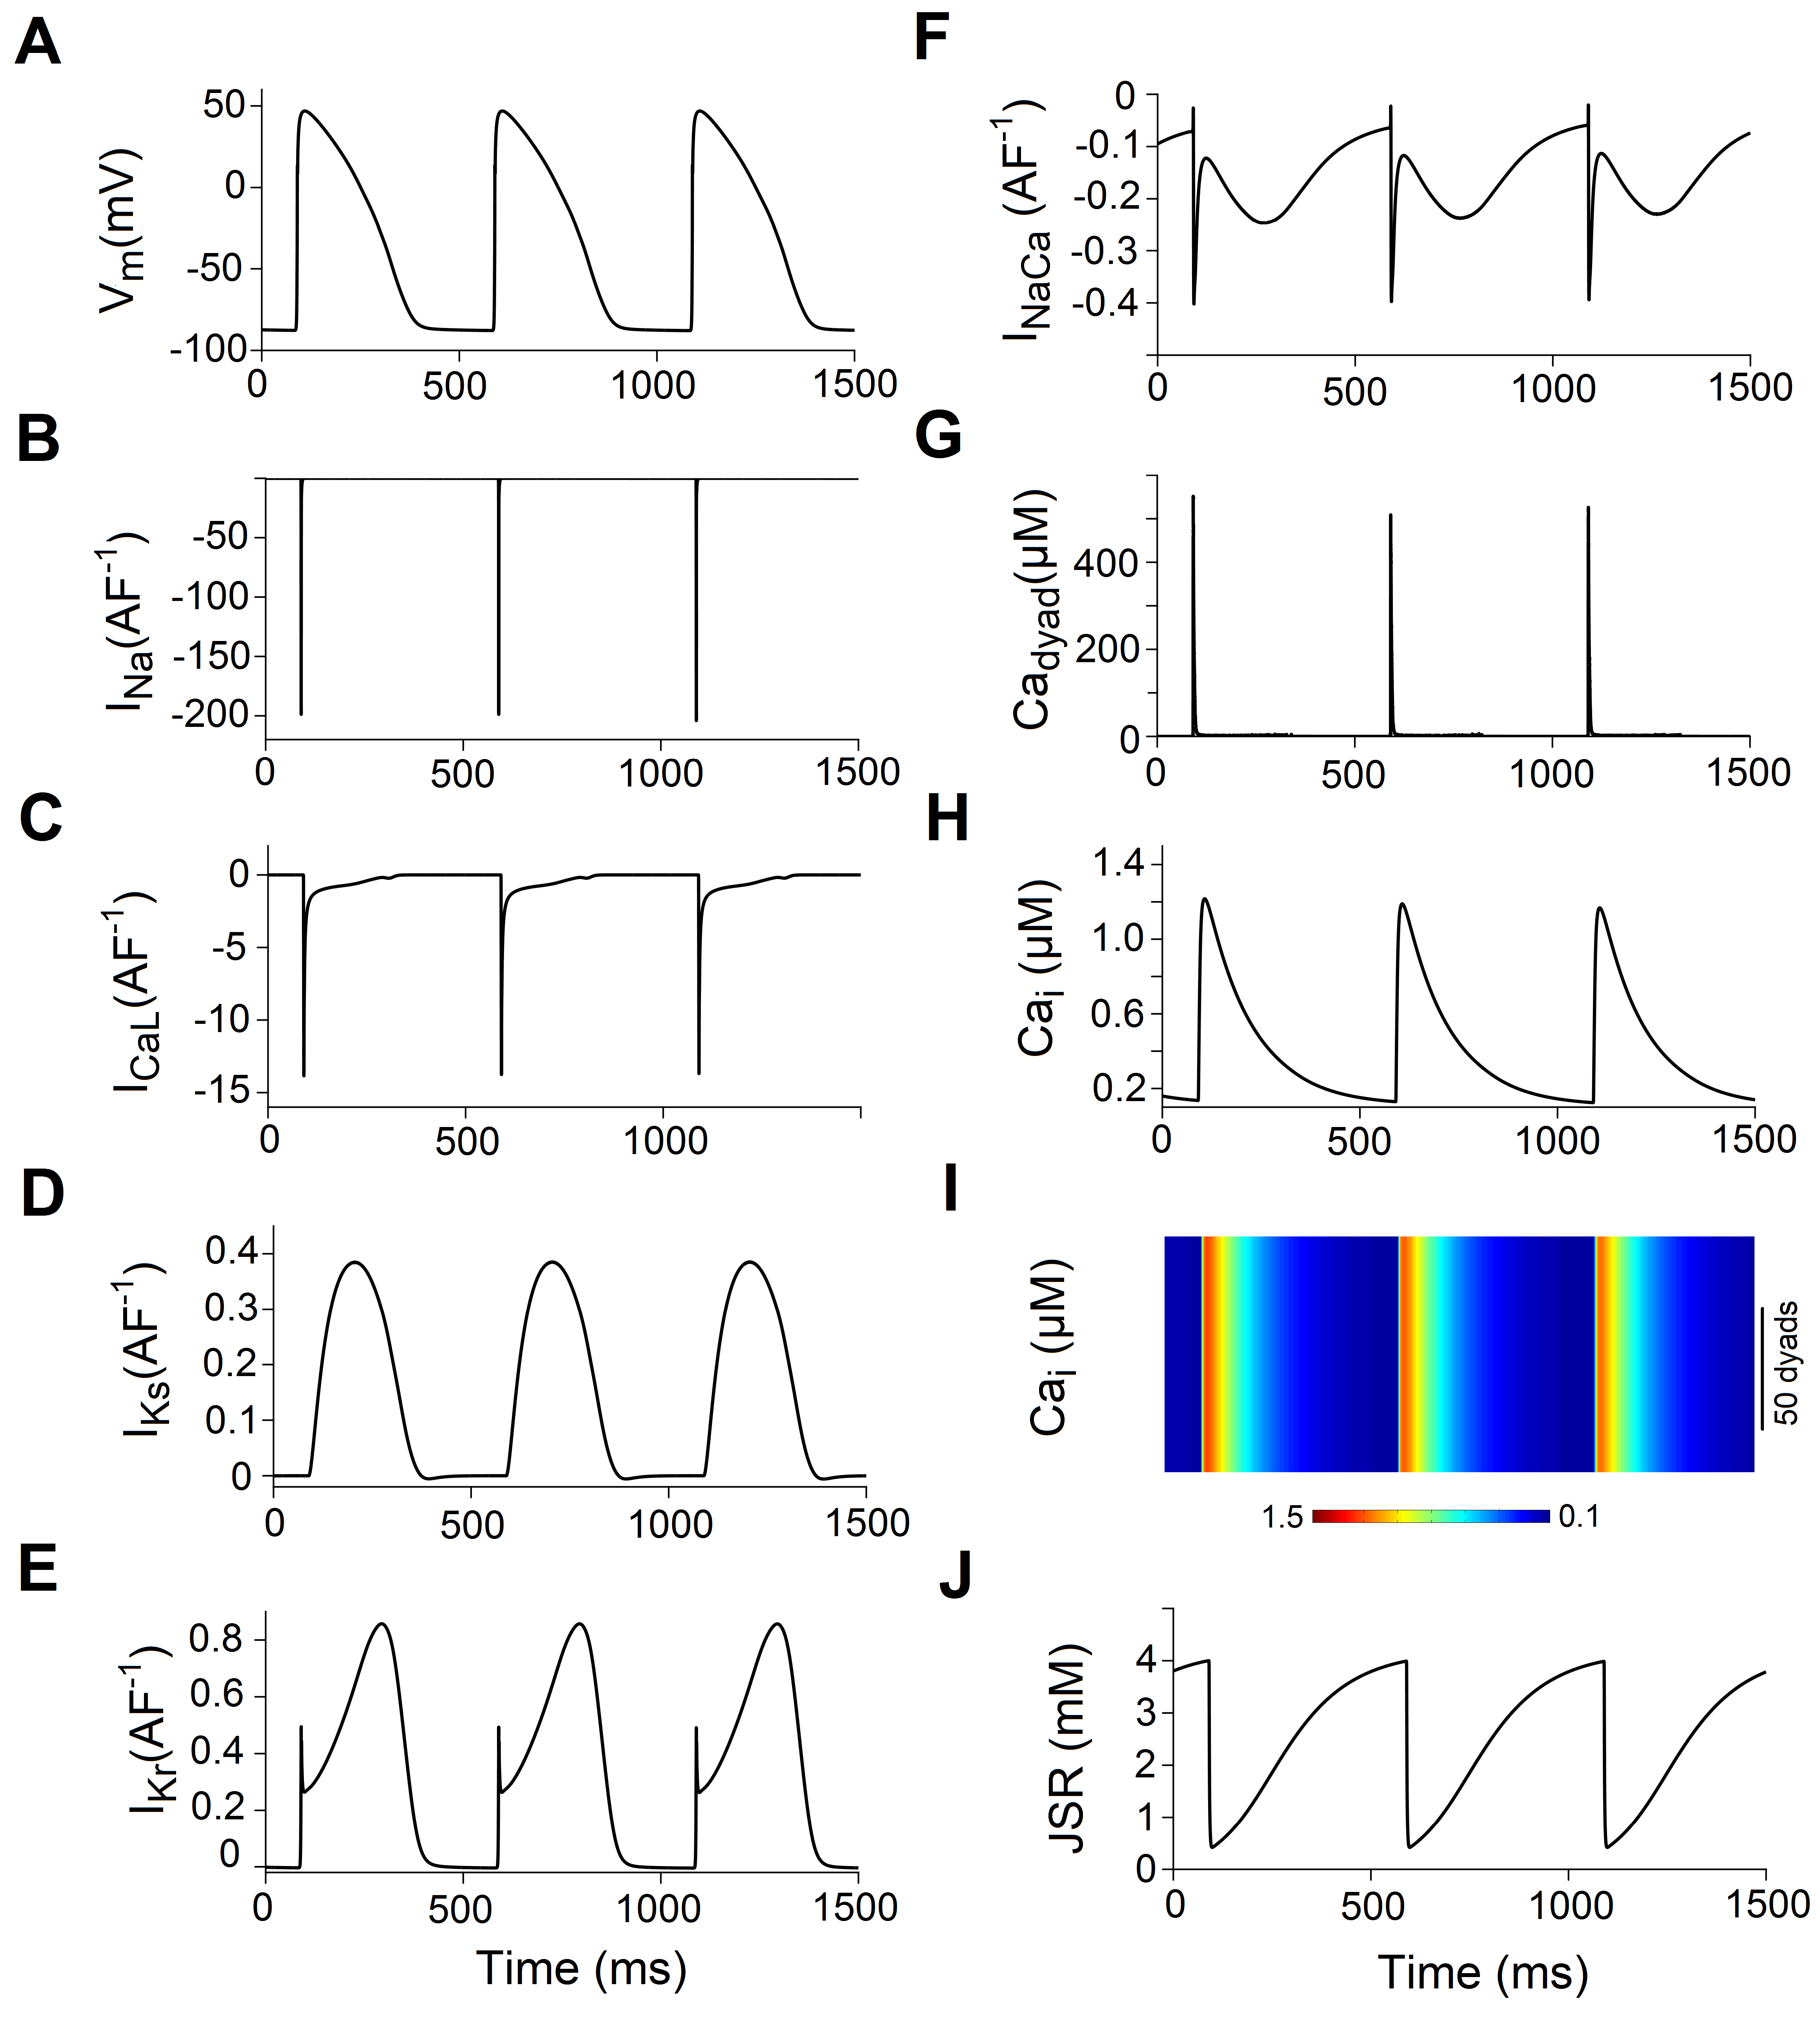 A
Vm(mV)
50
0
-50
-100
0 500 1000 1500
B
INa(AF-1)
-50
-100
-150
-200
0 500 1000 1500
C
ICaL(AF-1)
0
-5
-10
-15
0 500 1000
D
IKs(AF-1)
0.4
0.3
0.2
0.1
0
0 500 1000 1500
E
IKr(AF-1)
0.8
0.6
0.4
0.2
0
0 500 1000 1500
Time (ms)
F
INaCa (AF-1)
0
-0.1
-0.2
-0.3
-0.4
0 500 1000 1500
G
Cadyad(μM)
400
200
0
0 500 1000 1500
H
Cai (μM)
1.4
1.0
0.6
0.2
0 500 1000 1500
I
Cai (μM)
50 dyads
1.5 0.1
J
JSR (mM)
4
3
2
1
0
0 500 1000 1500
Time (ms)